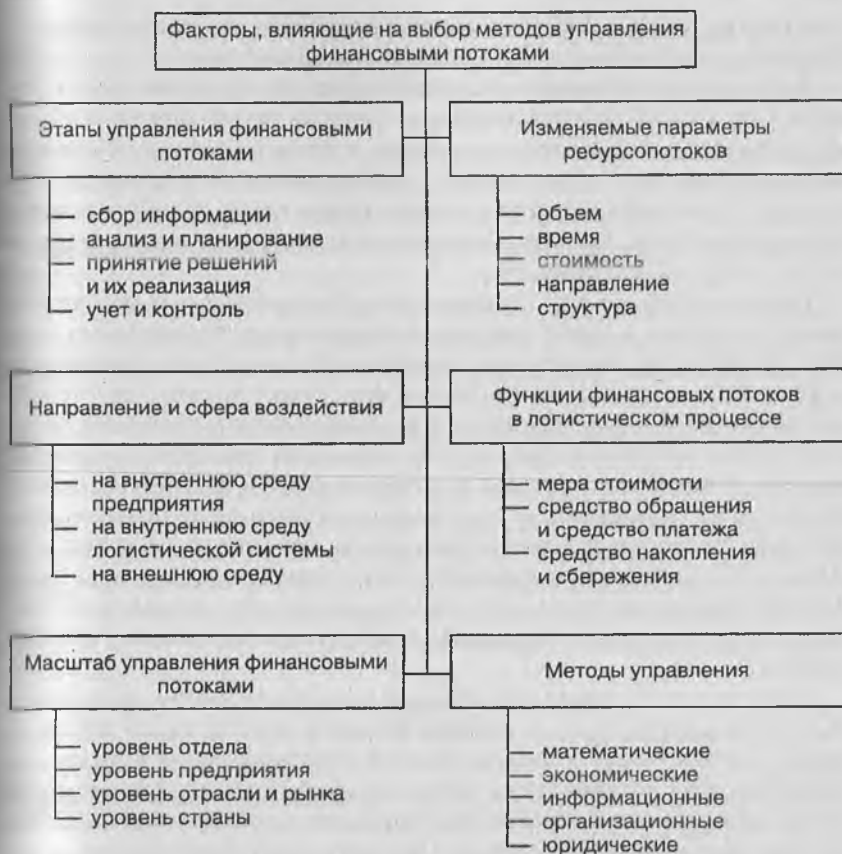 Факторы, влияющие на выбор методов управления
финансовыми потоками
Этапы управления финансовыми
потоками
сбор информации
анализ и планирование
принятие решений
и их реализация
учет и контроль
Изменяемые параметры
ресурсопотоков
объем
время
стоимость
направление
структура
Направление и сфера воздействия
на внутреннюю среду
предприятия
на внутреннюю среду
логистической системы
на внешнюю среду
Функции финансовых потоков
в логистическом процессе
мера стоимости
средство обращения
и средство платежа
средство накопления
и сбережения
Масштаб управления финансовыми
потоками
уровень отдела
уровень предприятия
уровень отрасли и рынка
уровень страны
Методы управления
математические
экономические
информационные
организационные
юридические